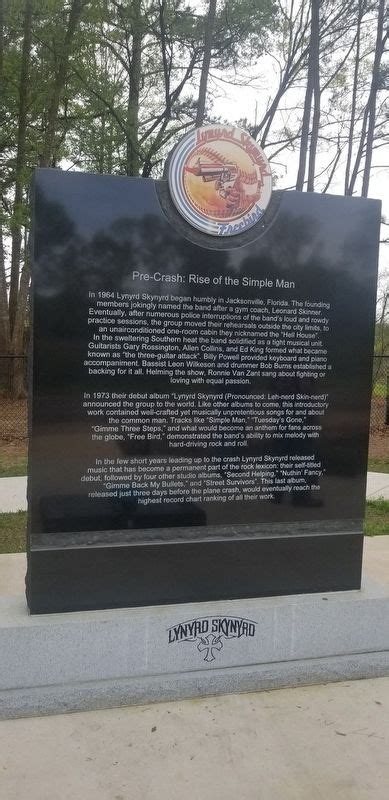 Lynyrd Skynyrd
Freebird
Pre-Crash: Rise of the Simple Man
In 1964 Lynyrd Skynyrd began humbly in Jacksonville, Florida. The founding
members jokingly named the band after a gym coach, Leonard Skinner.
Eventually, after numerous police interruptions of the band's loud and rowdy
practice sessions, the group moved their rehearsals outside the city limits, to
an unairconditioned one-room cabin they nicknamed the "Hell House".
In the sweltering Southern heat the band solidified as a tight musical unit.
Guitarists Gary Rossington, Allen Collins, and Ed King formed what became
known as "the three-guitar attack". Billy Powell provided keyboard and piano
accompaniment. Bassist Leon Wilkeson and drummer Bob Burns established a
backing for it all. Helming the show, Ronnie Van Zant sang about fighting or
loving with equal passion.
In 1973 their debut album "Lynyrd Skynyrd (Pronounced: Leh-nerd Skin-nerd)"
announced the group to the world. Like other albums to come, this introductory
work contained well-crafted yet musically unpretentious songs for and about
the common man. Tracks like "Simple Man," "Tuesday's Gone,"
"Gimme Three Steps," and what would become an anthem for fans across
the globe, "Free Bird," demonstrated the band's ability to mix melody with
hard-driving rock and roll.
In the few short years leading up to the crash Lynyrd Skynyrd released
music that has become a permanent part of the rock lexicon: their self-titled
debut, followed by four other studio albums, "Second Helping," "Nuthin' Fancy,"
"Gimme Back My Bullets," and "Street Survivors". This last album,
released just three days before the plane crash, would eventually reach the
highest record chart ranking of all their work.
LYNYRD SKYNYRD